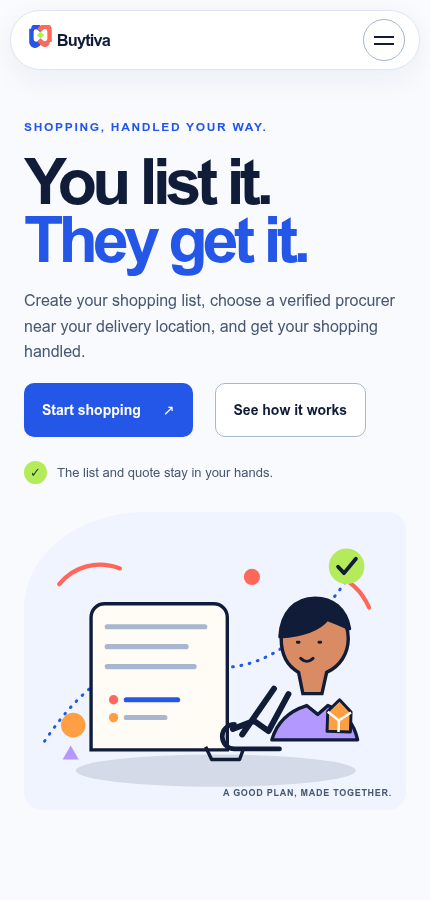 Buytiva
SHOPPING, HANDLED YOUR WAY.
You list it.
They get it.
Create your shopping list, choose a verified procurer
near your delivery location, and get your shopping
handled.
Start shopping ↗
See how it works
✓ The list and quote stay in your hands.
A GOOD PLAN, MADE TOGETHER.